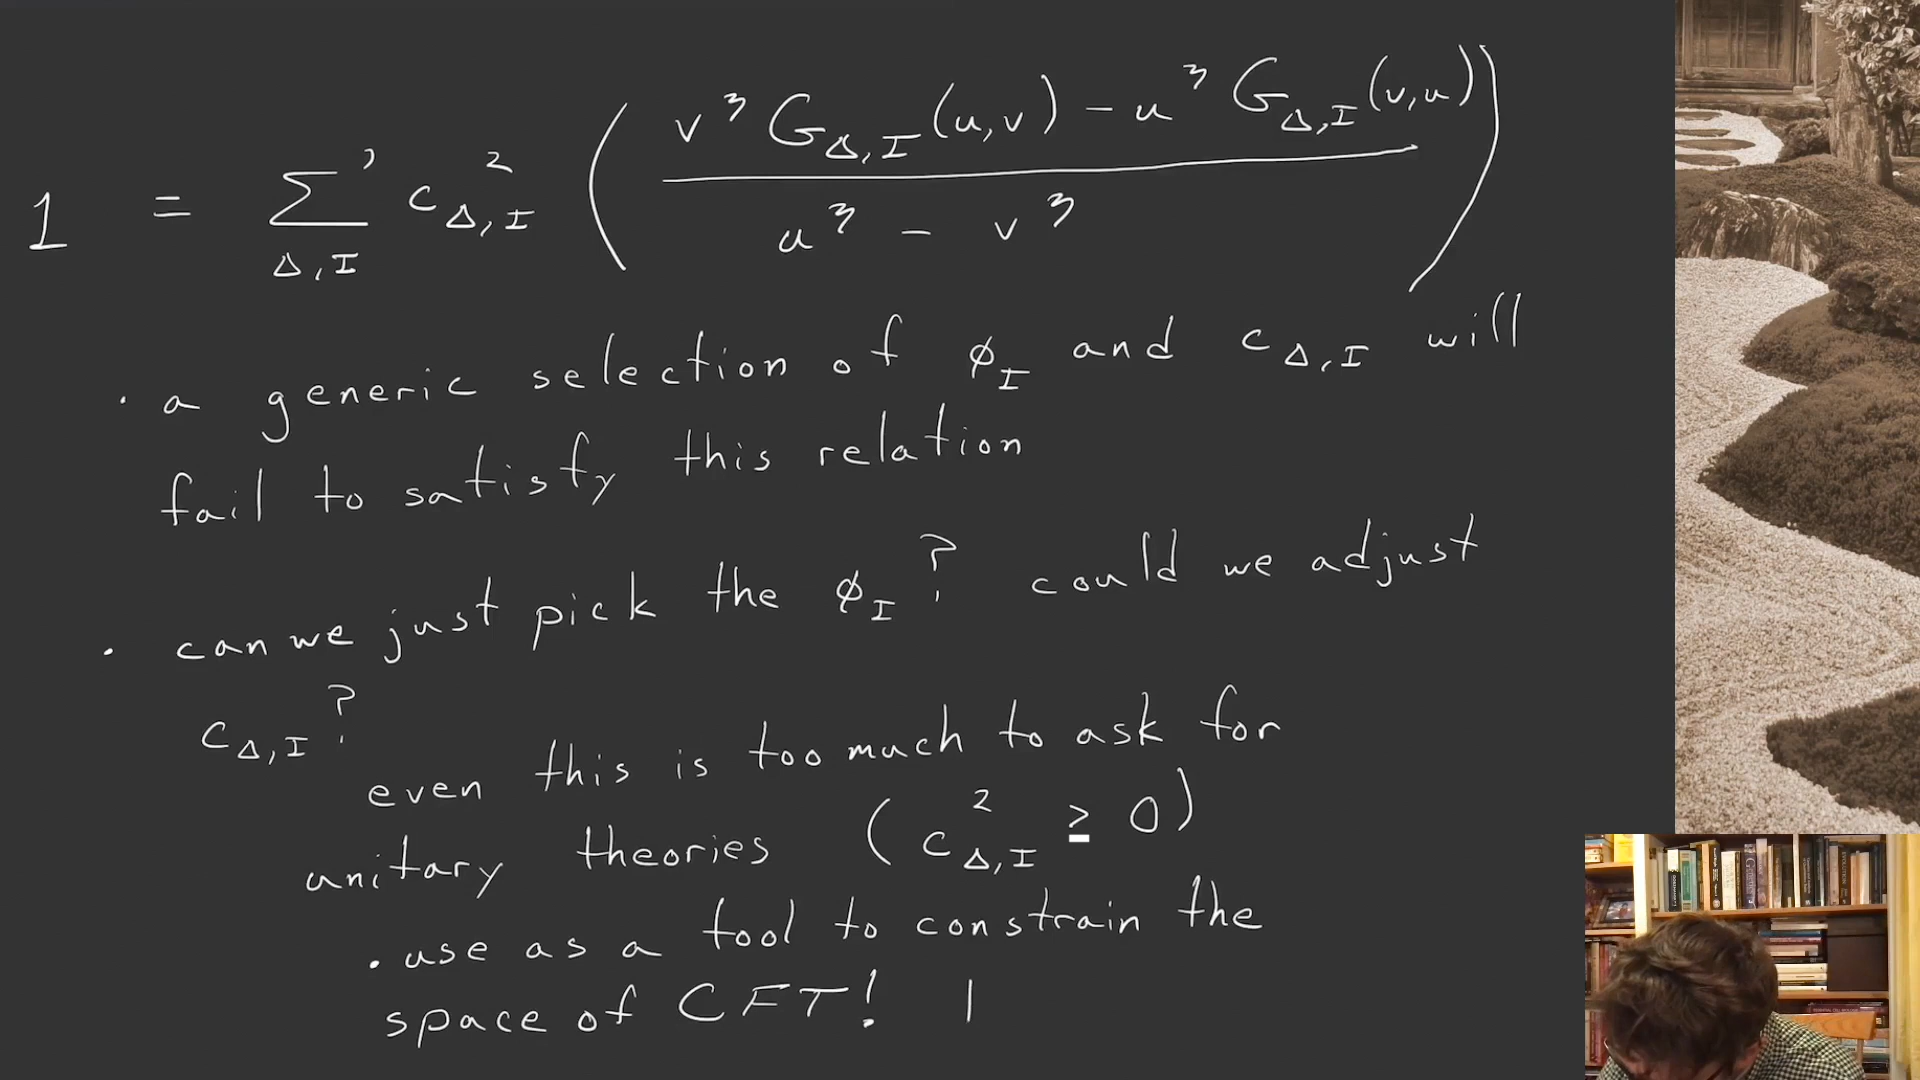 1 = Σ'_{Δ,I} c²_{Δ,I} ( (v³ G_{Δ,I}(u,v) − u³ G_{Δ,I}(v,u)) / (u³ − v³) )
· a generic selection of ϕ_I and c_{Δ,I} will
fail to satisfy this relation
· can we just pick the ϕ_I? could we adjust
c_{Δ,I}?
even this is too much to ask for
unitary theories (c²_{Δ,I} ≥ 0)
· use as a tool to constrain the
space of CFT!